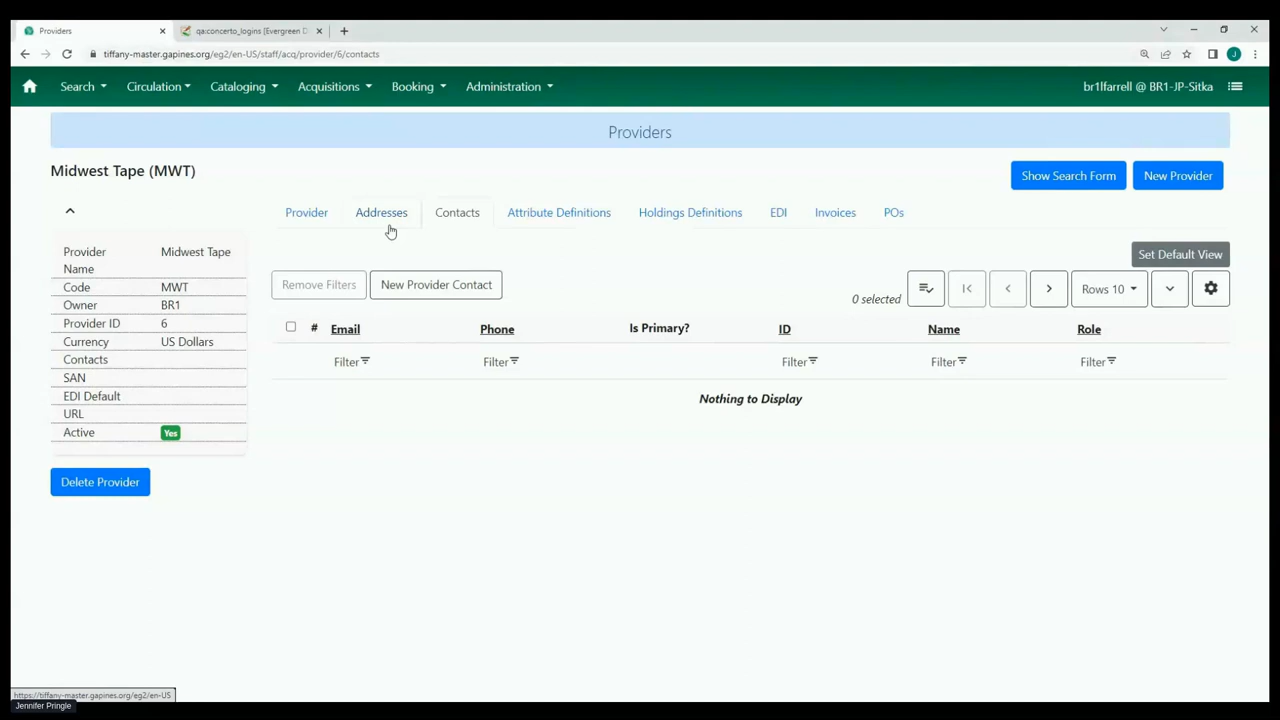 Providers
qa:concerto_logins [Evergreen D
tiffany-master.gapines.org/eg2/en-US/staff/acq/provider/6/contacts
J
Search Circulation Cataloging Acquisitions Booking Administration br1lfarrell @ BR1-JP-Sitka
Providers
Midwest Tape (MWT)
Show Search Form New Provider
Provider Addresses Contacts Attribute Definitions Holdings Definitions EDI Invoices POs
Set Default View
Provider Name Midwest Tape
Code MWT
Owner BR1
Provider ID 6
Currency US Dollars
Contacts
SAN
EDI Default
URL
Active Yes
Delete Provider
Remove Filters New Provider Contact 0 selected Rows 10
# Email Phone Is Primary? ID Name Role
Filter Filter Filter Filter Filter
Nothing to Display
https://tiffany-master.gapines.org/eg2/en-US
Jennifer Pringle